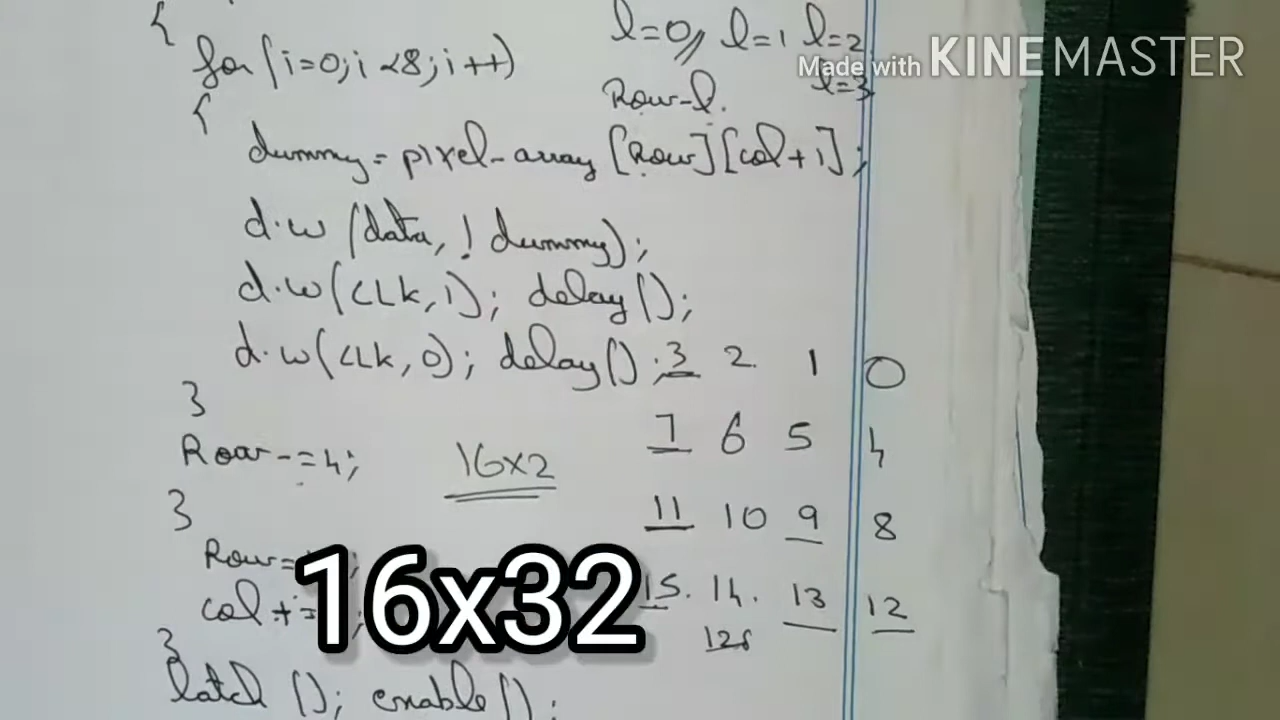 {
l=0, l=1 l=2
for (i=0; i<8; i++)
Made with KINEMASTER
l=3
Row-l.
{
dummy = pixel-array [Row][col+i];
d.w (data, ! dummy);
d.w (CLK, 1); delay ();
d.w (CLK, 0); delay (); 3 2 1 0
}
7 6 5 4
Row-=4; 16x2
}
11 10 9 8
Row=
16x32
15. 14. 13 12
col +=
128
}
latch (); enable ();